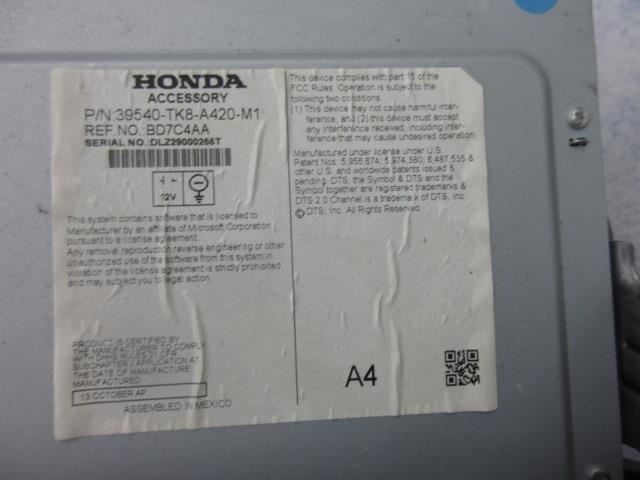 HONDA
ACCESSORY
P/N:39540-TK8-A420-M1
REF.NO.:BD7C4AA
SERIAL NO.:DLZ29000265T
12V
This system contains software that is licensed to
Manufacturer by an affiliate of Microsoft Corporation
pursuant to a license agreement.
Any removal,reproduction,reverse engineering or other
unauthorized use of the software from this system in
violation of the license agreement is strictly prohibited
and may subject you to legal action.
PRODUCT IS CERTIFIED BY
THE MANUFACTURER TO COMPLY
WITH DHHS RULES 21 CFR
SUBCHAPTER J APPLICATION AT
THE DATE OF MANUFACTURE
MANUFACTURED
13 OCTOBER AP
ASSEMBLED IN MEXICO
This device complies with part 15 of the
FCC Rules. Operation is subject to the
following two conditions.
(1) This device may not cause harmful inter-
ference, and (2) this device must accept
any interference received, including
interference that may cause undesired operation.
Manufactured under license under U.S.
Patent Nos: 5,956,674; 5,974,380; 6,487,535 &
other U.S. and worldwide patents issued &
pending. DTS, the Symbol & DTS and the
Symbol together are registered trademarks &
DTS 2.0 Channel is a trademark of DTS, Inc.
© DTS, Inc. All Rights Reserved.
A4